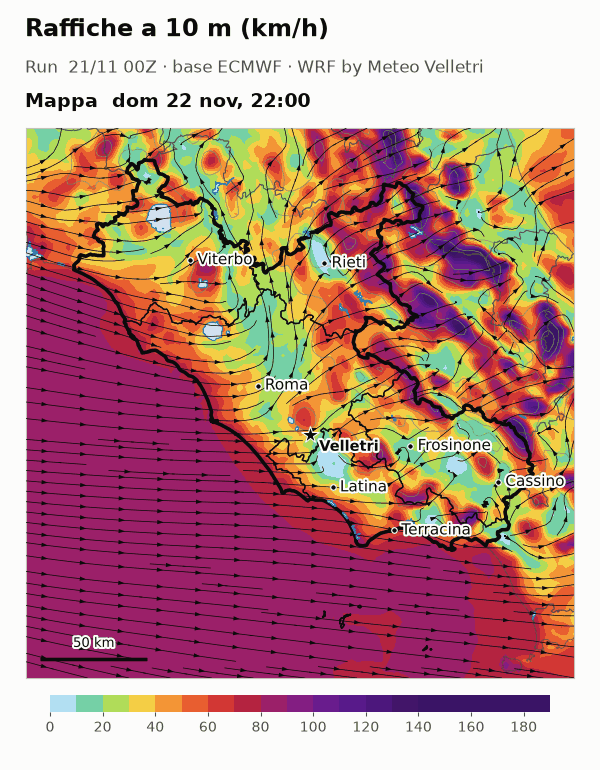 Raffiche a 10 m (km/h)
Run  21/11 00Z · base ECMWF · WRF by Meteo Velletri
Mappa  dom 22 nov, 22:00
Viterbo
Rieti
Roma
Velletri
Frosinone
Latina
Cassino
Terracina
50 km
0 20 40 60 80 100 120 140 160 180